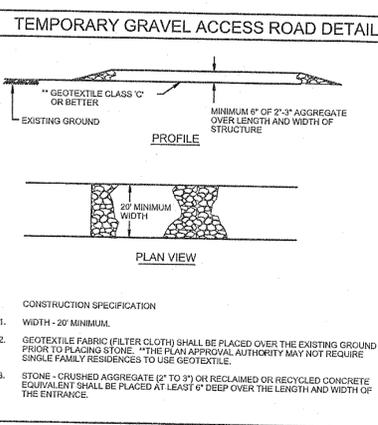 TEMPORARY GRAVEL ACCESS ROAD DETAIL
** GEOTEXTILE CLASS 'C'
OR BETTER
EXISTING GROUND
MINIMUM 6" OF 2"-3" AGGREGATE
OVER LENGTH AND WIDTH OF
STRUCTURE
PROFILE
20' MINIMUM
WIDTH
PLAN VIEW
CONSTRUCTION SPECIFICATION
1. WIDTH - 20' MINIMUM.
2. GEOTEXTILE FABRIC (FILTER CLOTH) SHALL BE PLACED OVER THE EXISTING GROUND
PRIOR TO PLACING STONE. **THE PLAN APPROVAL AUTHORITY MAY NOT REQUIRE
SINGLE FAMILY RESIDENCES TO USE GEOTEXTILE.
3. STONE - CRUSHED AGGREGATE (2" TO 3") OR RECLAIMED OR RECYCLED CONCRETE
EQUIVALENT SHALL BE PLACED AT LEAST 6" DEEP OVER THE LENGTH AND WIDTH OF
THE ENTRANCE.